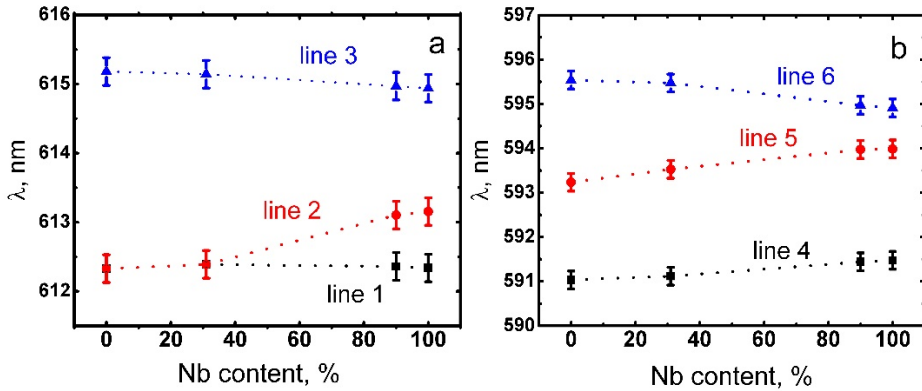 a
616
615
614
613
612
λ, nm
line 3
line 2
line 1
0 20 40 60 80 100
Nb content, %
b
597
596
595
594
593
592
591
590
λ, nm
line 6
line 5
line 4
0 20 40 60 80 100
Nb content, %